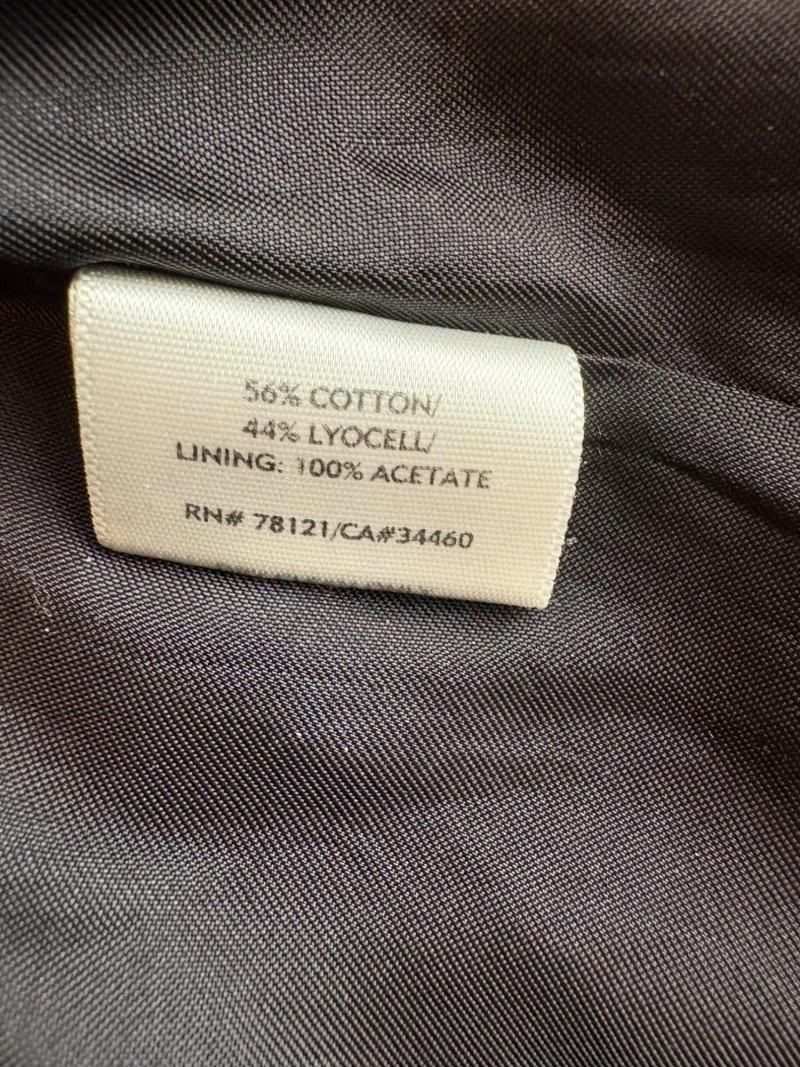 56% COTTON/
44% LYOCELL/
LINING: 100% ACETATE
RN# 78121/CA#34460